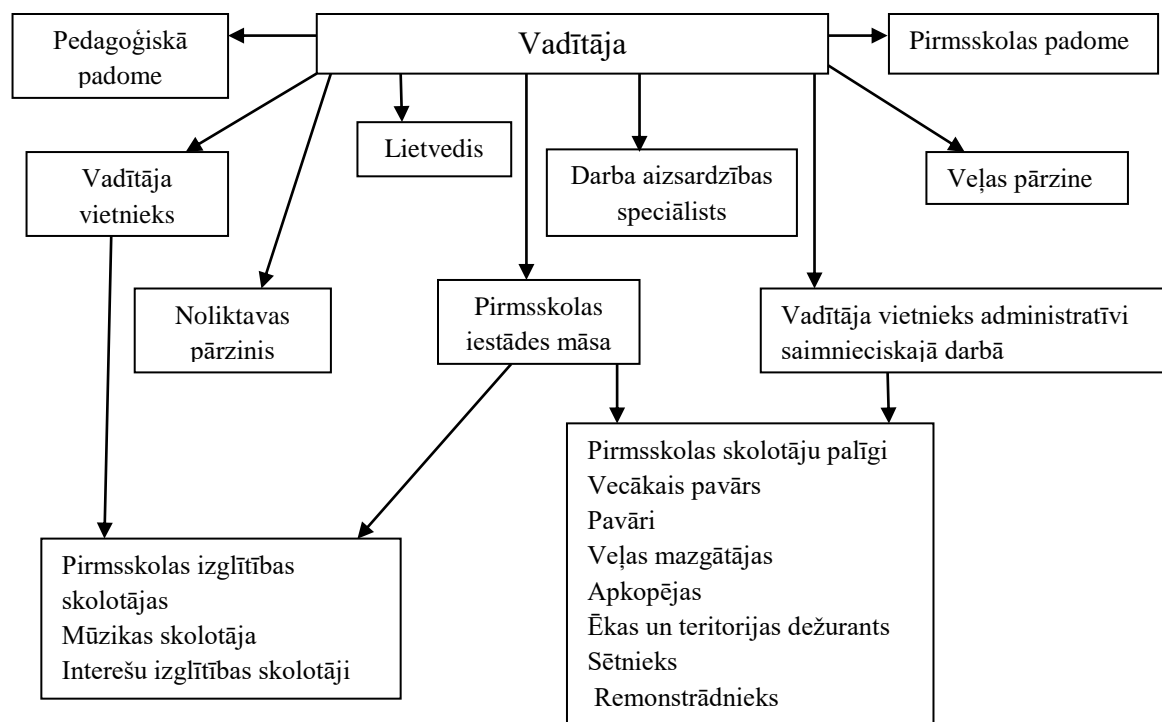 Pedagoģiskā
padome
Vadītāja
Pirmsskolas padome
Lietvedis
Vadītāja
vietnieks
Darba aizsardzības
speciālists
Veļas pārzine
Noliktavas
pārzinis
Pirmsskolas
iestādes māsa
Vadītāja vietnieks administratīvi
saimnieciskajā darbā
Pirmsskolas skolotāju palīgi
Vecākais pavārs
Pavāri
Veļas mazgātājas
Apkopējas
Ēkas un teritorijas dežurants
Sētnieks
Remonstrādnieks
Pirmsskolas izglītības
skolotājas
Mūzikas skolotāja
Interešu izglītības skolotāji